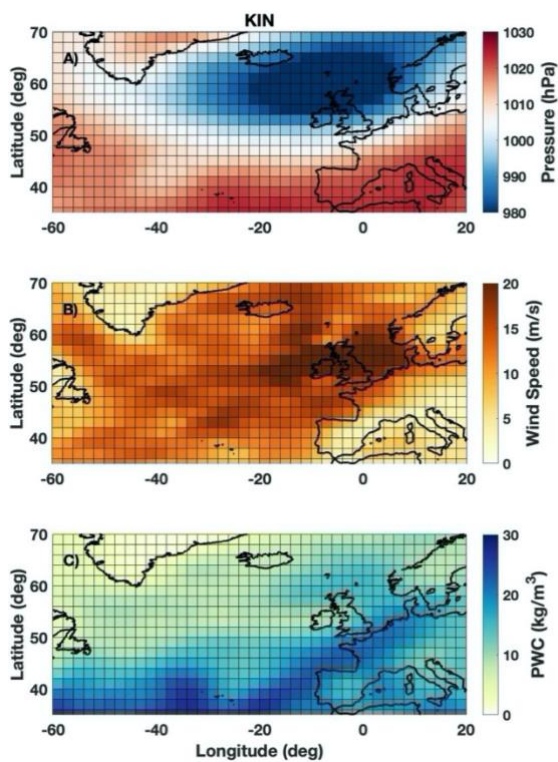 KIN
A)
70
60
50
40
-60 -40 -20 0 20
Latitude (deg)
1030
1020
1010
1000
990
980
Pressure (hPa)
B)
70
60
50
40
-60 -40 -20 0 20
Latitude (deg)
20
15
10
5
0
Wind Speed (m/s)
C)
70
60
50
40
-60 -40 -20 0 20
Latitude (deg)
Longitude (deg)
30
20
10
0
PWC (kg/m³)